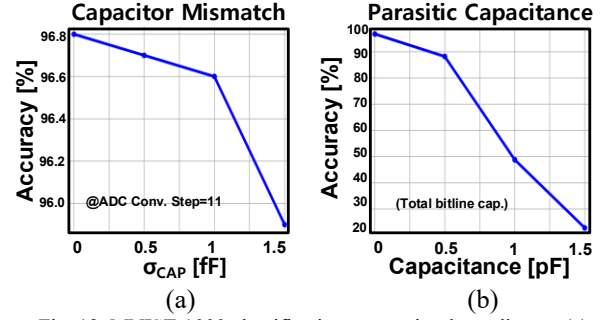 Capacitor Mismatch
Accuracy [%]
96.8
96.6
96.4
96.2
96.0
@ADC Conv. Step=11
0 0.5 1 1.5
σCAP [fF]
(a)
Parasitic Capacitance
Accuracy [%]
100
90
80
70
60
50
40
30
20
(Total bitline cap.)
0 0.5 1 1.5
Capacitance [pF]
(b)